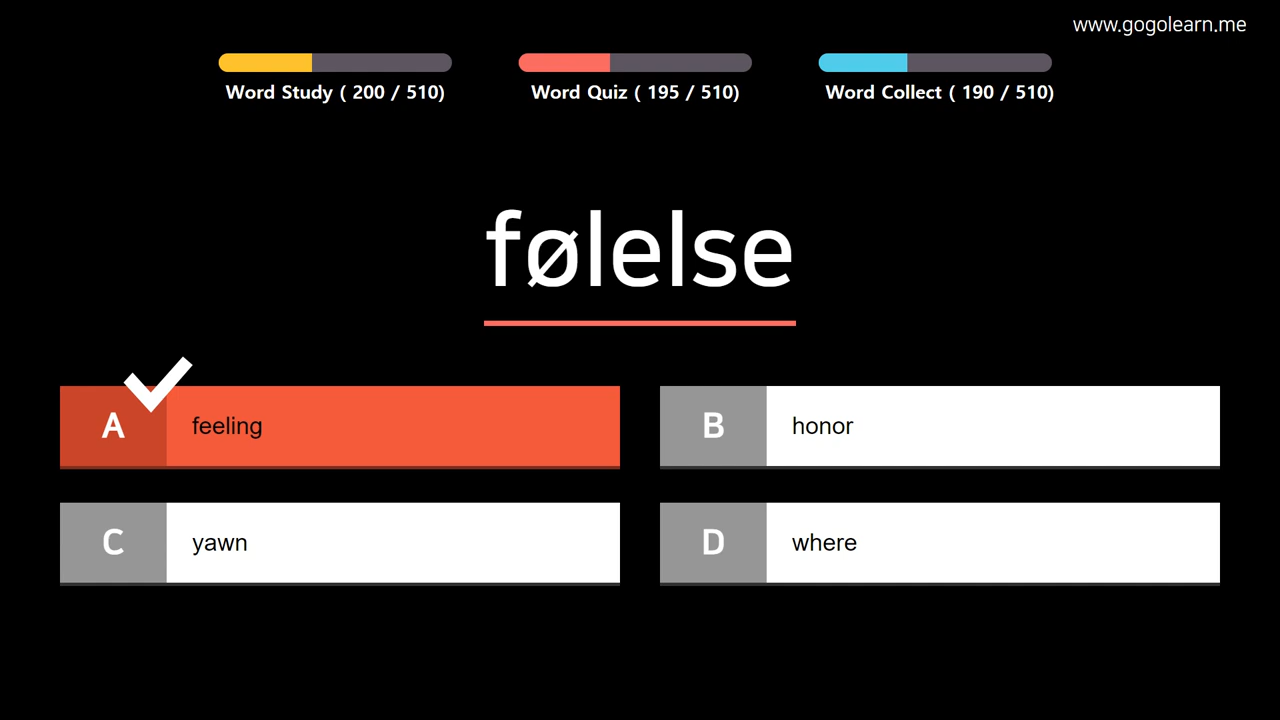 www.gogolearn.me
Word Study ( 200 / 510)
Word Quiz ( 195 / 510)
Word Collect ( 190 / 510)
følelse
A feeling
B honor
C yawn
D where